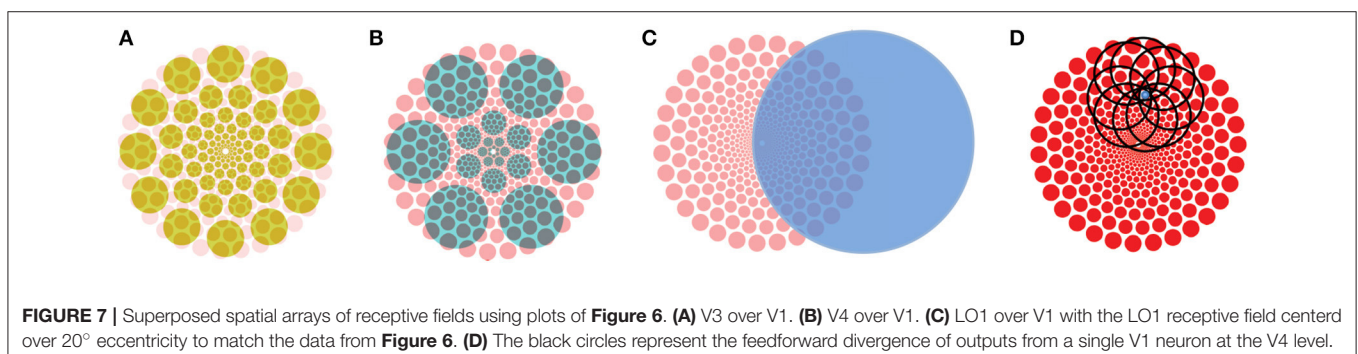 A
B
C
D
FIGURE 7 | Superposed spatial arrays of receptive fields using plots of Figure 6. (A) V3 over V1. (B) V4 over V1. (C) LO1 over V1 with the LO1 receptive field centerd
over 20° eccentricity to match the data from Figure 6. (D) The black circles represent the feedforward divergence of outputs from a single V1 neuron at the V4 level.